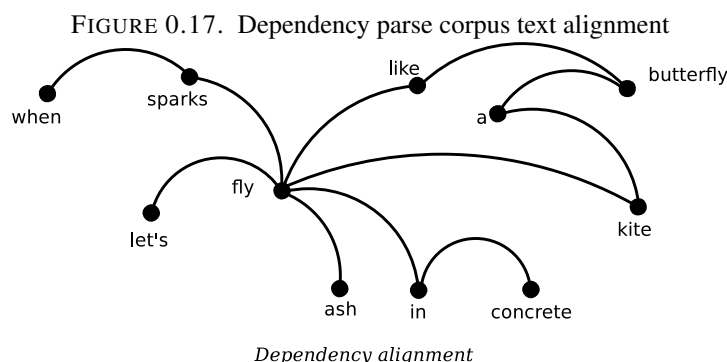 FIGURE 0.17. Dependency parse corpus text alignment
like
butterfly
sparks
when
a
fly
let's
kite
ash
in
concrete
Dependency alignment